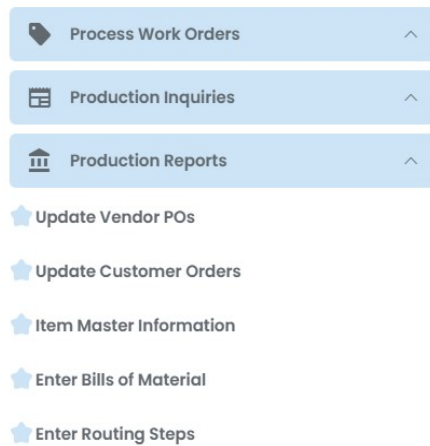 Process Work Orders
Production Inquiries
Production Reports
Update Vendor POs
Update Customer Orders
Item Master Information
Enter Bills of Material
Enter Routing Steps